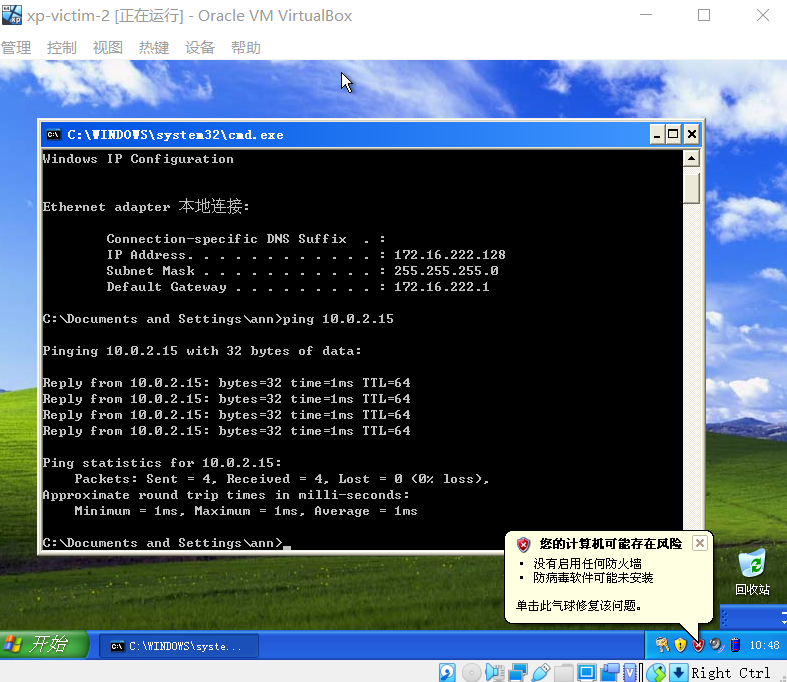 xp-victim-2 [正在运行] - Oracle VM VirtualBox
管理 控制 视图 热键 设备 帮助
C:\WINDOWS\system32\cmd.exe
Windows IP Configuration
Ethernet adapter 本地连接:
Connection-specific DNS Suffix  . :
IP Address. . . . . . . . . . . . : 172.16.222.128
Subnet Mask . . . . . . . . . . . : 255.255.255.0
Default Gateway . . . . . . . . . : 172.16.222.1
C:\Documents and Settings\ann>ping 10.0.2.15
Pinging 10.0.2.15 with 32 bytes of data:
Reply from 10.0.2.15: bytes=32 time=1ms TTL=64
Reply from 10.0.2.15: bytes=32 time=1ms TTL=64
Reply from 10.0.2.15: bytes=32 time=1ms TTL=64
Reply from 10.0.2.15: bytes=32 time=1ms TTL=64
Ping statistics for 10.0.2.15:
Packets: Sent = 4, Received = 4, Lost = 0 (0% loss),
Approximate round trip times in milli-seconds:
Minimum = 1ms, Maximum = 1ms, Average = 1ms
C:\Documents and Settings\ann>_
您的计算机可能存在风险
• 没有启用任何防火墙
• 防病毒软件可能未安装
单击此气球修复该问题。
回收站
开始
C:\WINDOWS\syste...
10:48
Right Ctrl